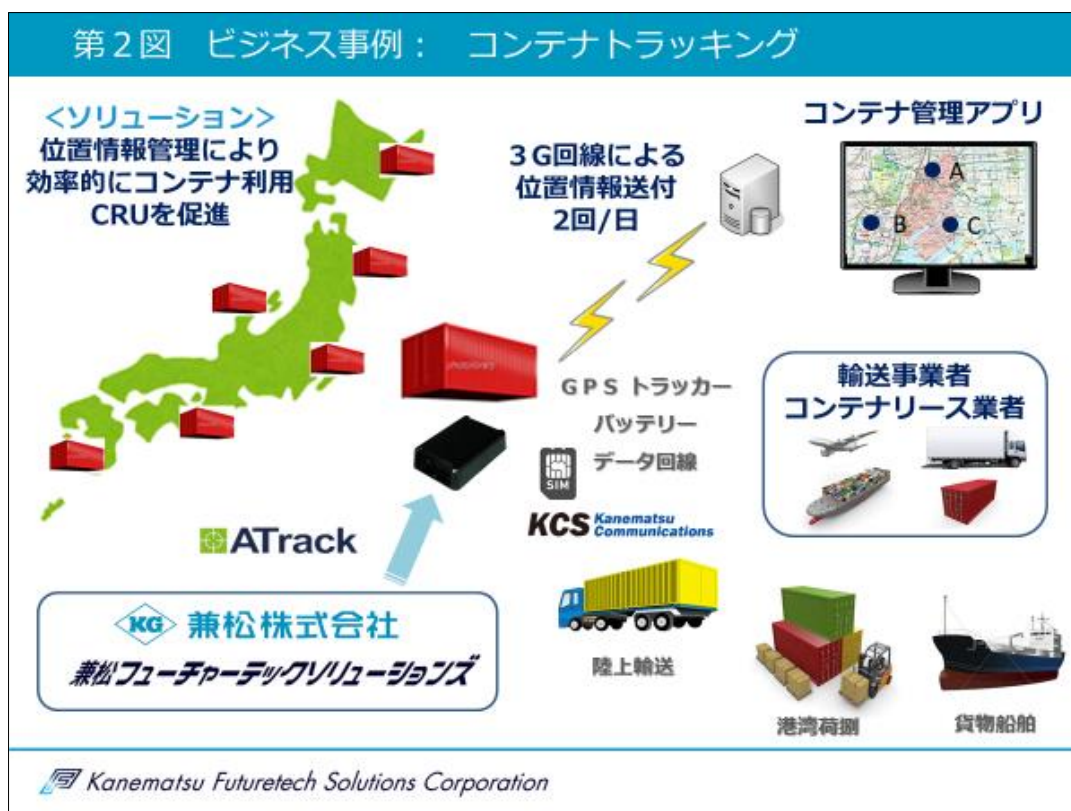 第２図　ビジネス事例：　コンテナトラッキング
＜ソリューション＞
位置情報管理により
効率的にコンテナ利用
CRUを促進
３G回線による
位置情報送付
2回/日
コンテナ管理アプリ
A
B
C
ＧＰＳ トラッカー
バッテリー
データ回線
SIM
KCS Kanematsu
Communications
輸送事業者
コンテナリース業者
ATrack
KG 兼松株式会社
兼松フューチャーテックソリューションズ
陸上輸送
港湾荷捌
貨物船舶
Kanematsu Futuretech Solutions Corporation